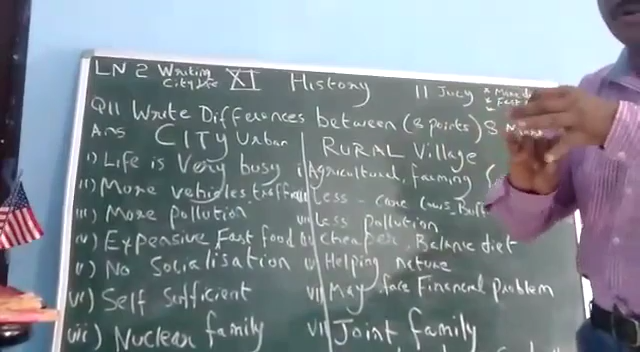 LN 2 Writing City Life XI History 11 July * More
* Fast
Q11 Write Differences between (8 points) 8
Ans CITY Urban RURAL Village
i) Life is Very busy i) Agricultural, farming
ii) More vehicles traffic ii) Less -
iii) More pollution iii) Less pollution
iv) Expensive, Fast food iv) Cheaper, Balance diet
v) No Socialisation v) Helping nature
vi) Self Sufficient vi) May face Financial Problem
vii) Nuclear family vii) Joint family